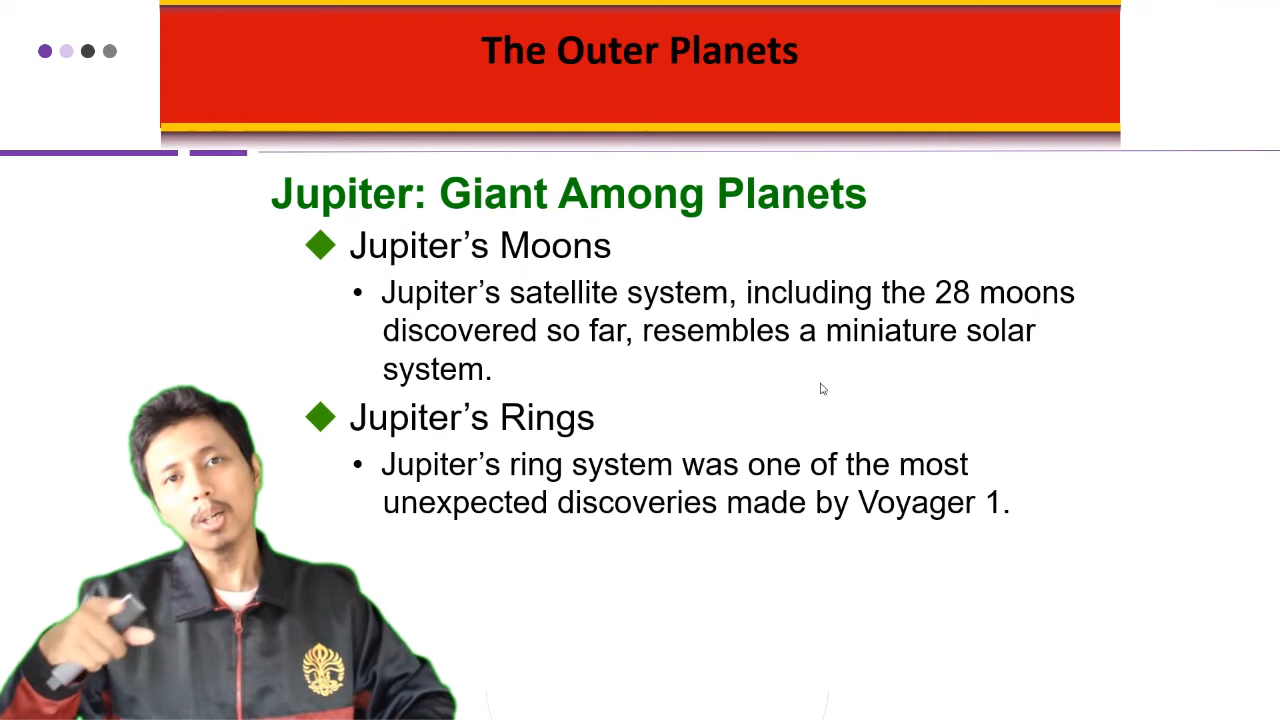 The Outer Planets
Jupiter: Giant Among Planets
Jupiter’s Moons
• Jupiter’s satellite system, including the 28 moons
discovered so far, resembles a miniature solar
system.
Jupiter’s Rings
• Jupiter’s ring system was one of the most
unexpected discoveries made by Voyager 1.